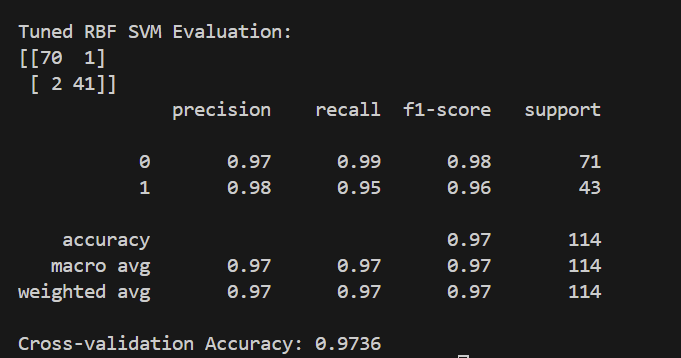 Tuned RBF SVM Evaluation:
[[70  1]
 [ 2 41]]
              precision    recall  f1-score   support

           0       0.97      0.99      0.98        71
           1       0.98      0.95      0.96        43

    accuracy                           0.97       114
   macro avg       0.97      0.97      0.97       114
weighted avg       0.97      0.97      0.97       114

Cross-validation Accuracy: 0.9736